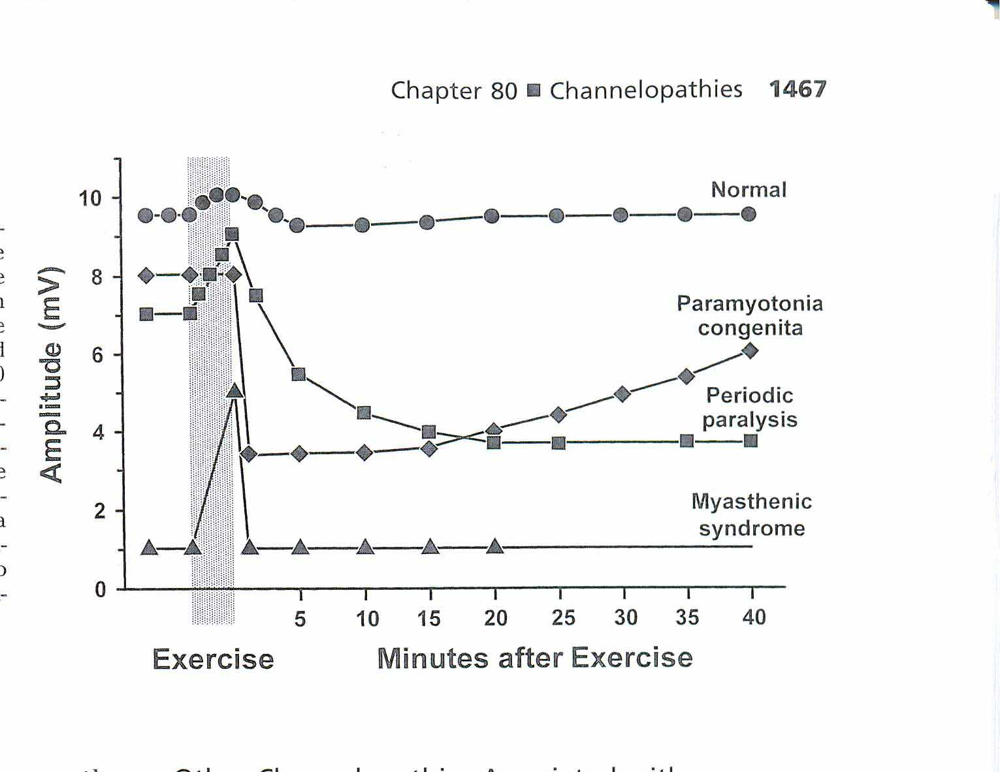 Chapter 80 ■ Channelopathies 1467
Normal
Paramyotonia
congenita
Periodic
paralysis
Myasthenic
syndrome
Amplitude (mV)
10
8
6
4
2
0
5 10 15 20 25 30 35 40
Exercise Minutes after Exercise